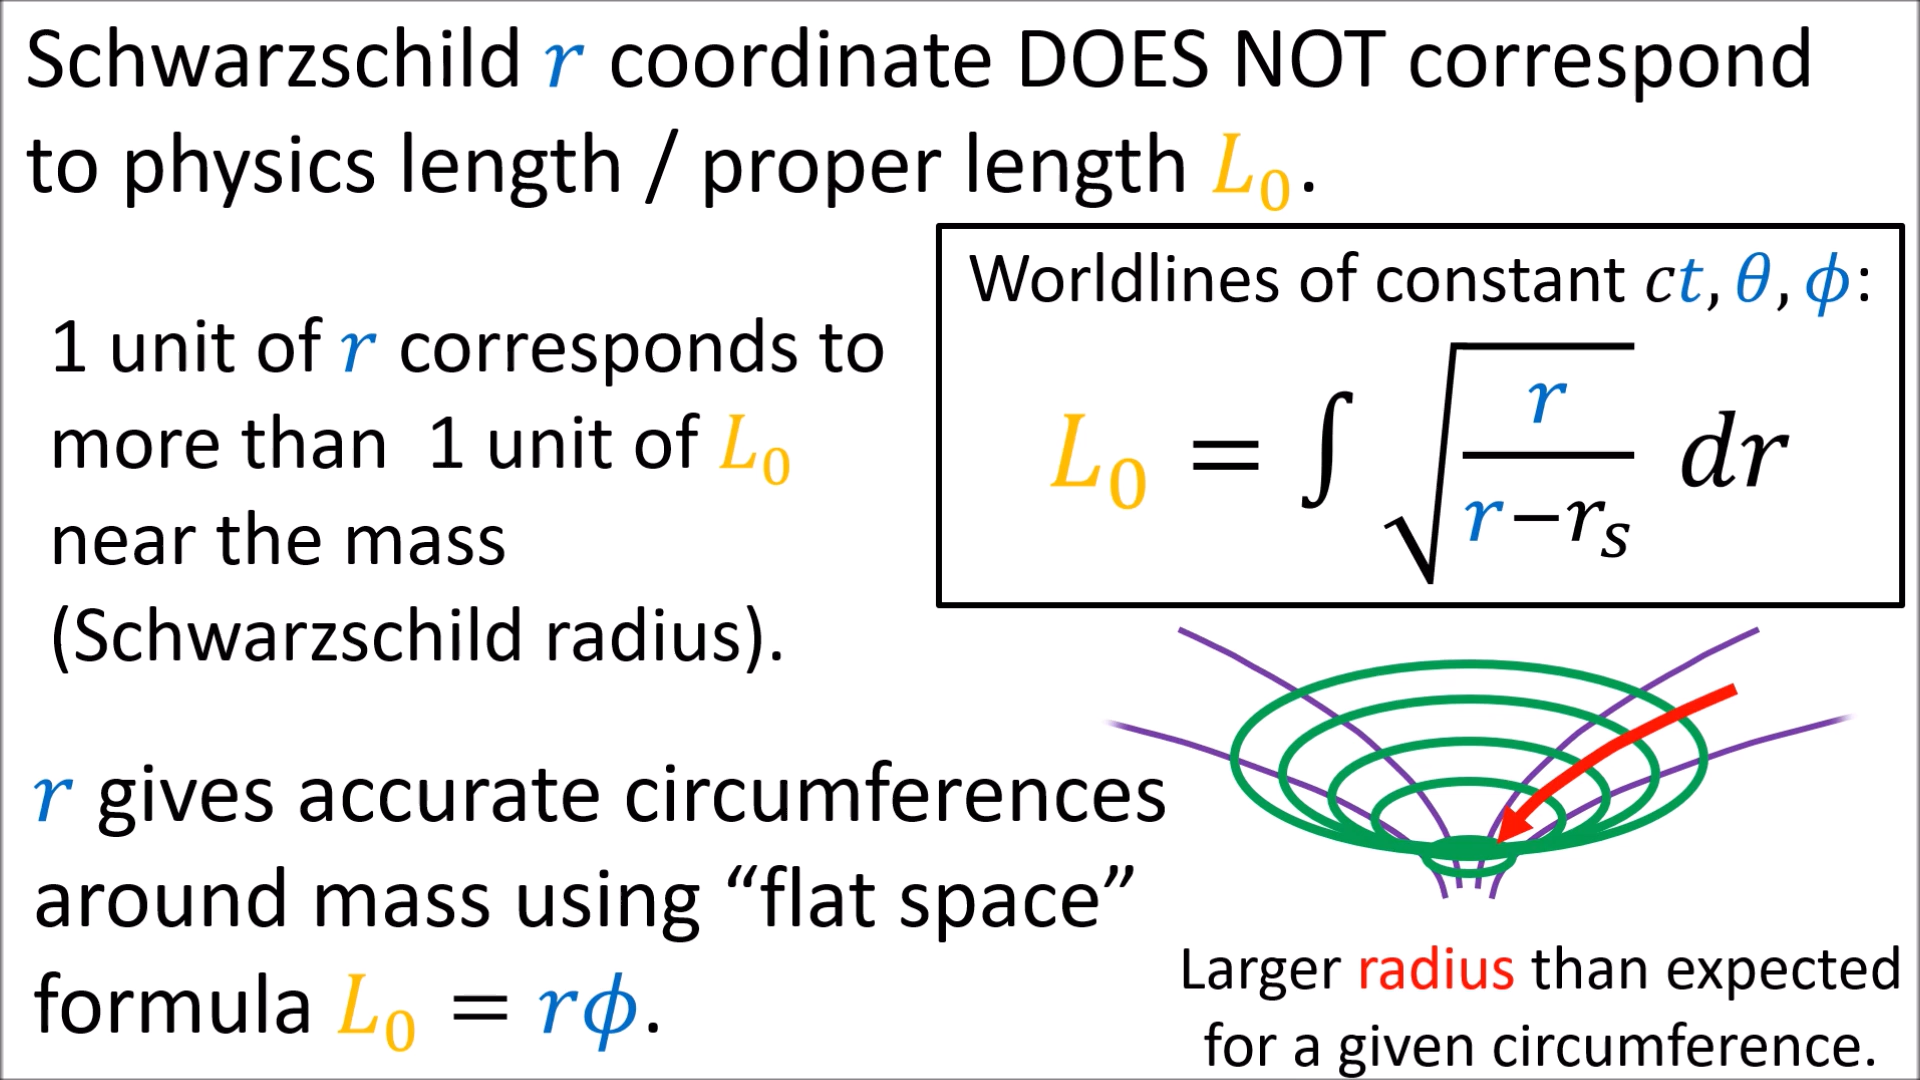 Schwarzschild r coordinate DOES NOT correspond
to physics length / proper length L₀.
1 unit of r corresponds to
more than 1 unit of L₀
near the mass
(Schwarzschild radius).
Worldlines of constant ct, θ, ϕ:
L₀ = ∫ √(r / (r−rₛ)) dr
r gives accurate circumferences
around mass using “flat space”
formula L₀ = rϕ.
Larger radius than expected
for a given circumference.